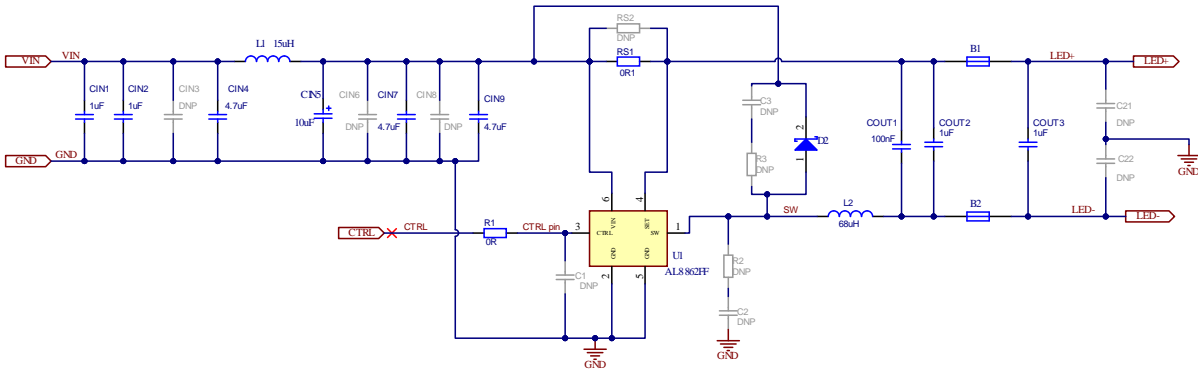 RS2
DNP
RS1
0R1
VIN
VIN
L1 15uH
CIN1
1uF
CIN2
1uF
CIN3
DNP
CIN4
4.7uF
CIN5
+
10uF
CIN6
DNP
CIN7
4.7uF
CIN8
DNP
CIN9
4.7uF
GND
GND
C3
DNP
R3
DNP
2
1
D2
COUT1
100nF
COUT2
1uF
B1
COUT3
1uF
LED+
LED+
C21
DNP
C22
DNP
GND
B2
LED-
LED-
SW
L2
68uH
CTRL
CTRL
R1
0R
CTRL pin
3
6
4
1
2
5
VIN
SET
CTRL
SW
GND
GND
U1
AL8862FF
C1
DNP
R2
DNP
C2
DNP
GND
GND